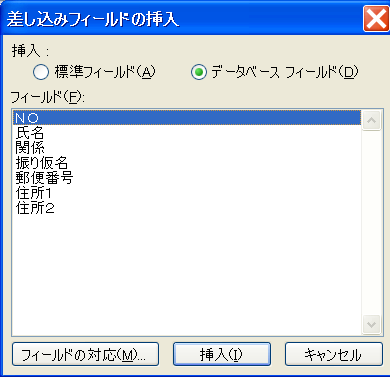 差し込みフィールドの挿入
挿入:
標準フィールド(A) データベース フィールド(D)
フィールド(F):
NO
氏名
関係
振り仮名
郵便番号
住所1
住所2
フィールドの対応(M)... 挿入(I) キャンセル